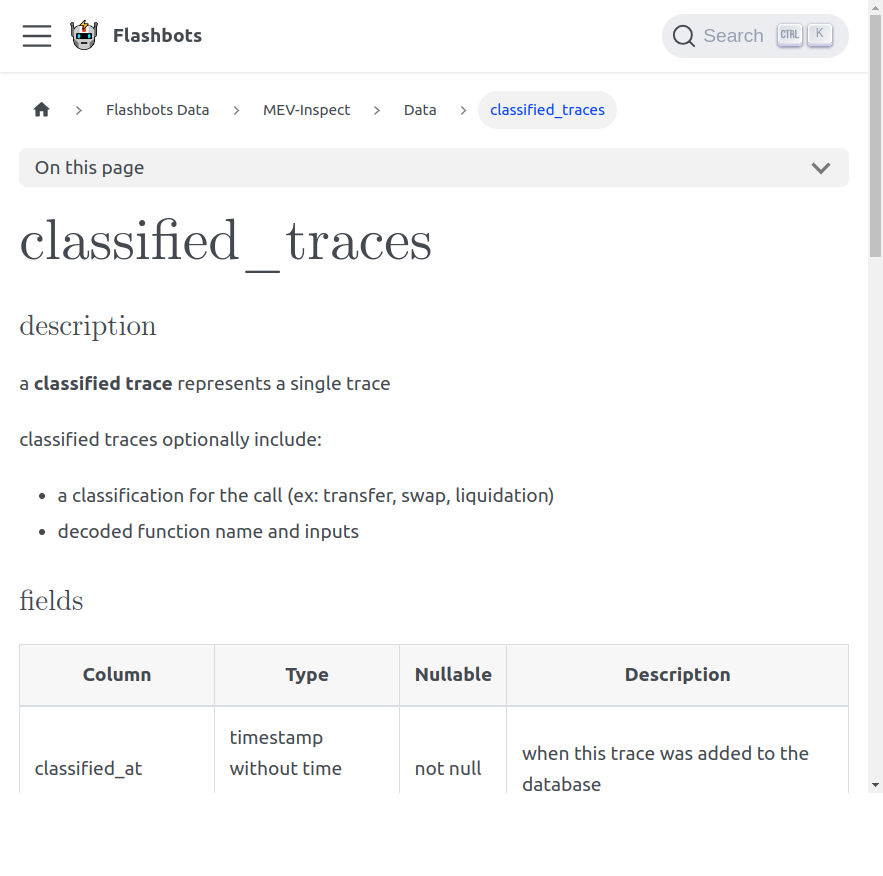 Flashbots
Search CTRL K
Flashbots Data
MEV-Inspect
Data
classified_traces
On this page
classified_traces
description
a classified trace represents a single trace
classified traces optionally include:
a classification for the call (ex: transfer, swap, liquidation)
decoded function name and inputs
fields
Column Type Nullable Description
classified_at
timestamp
without time
not null
when this trace was added to the
database